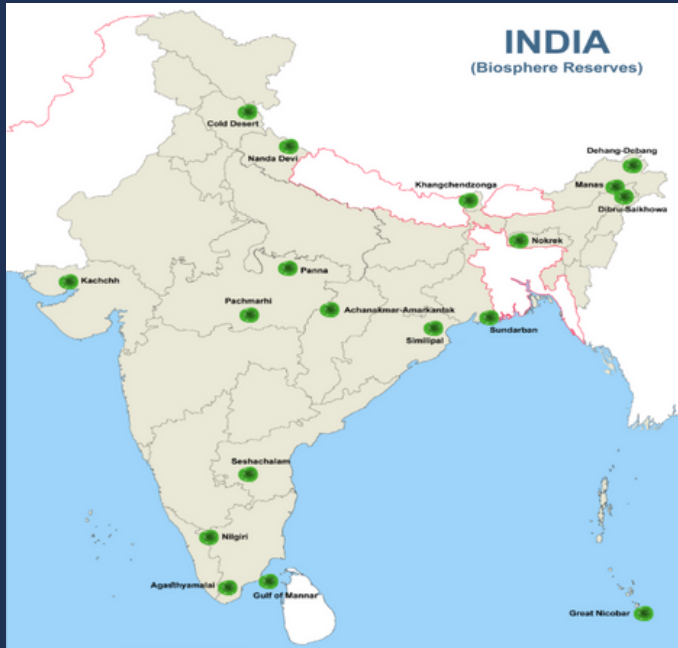 INDIA
(Biosphere Reserves)
Cold Desert
Nanda Devi
Dehang-Debang
Khangchendzonga
Manas
Dibru-Saikhowa
Nokrek
Panna
Kachchh
Pachmarhi
Achanakmar-Amarkantak
Sundarban
Similipal
Seshachalam
Nilgiri
Agasthyamalai
Gulf of Mannar
Great Nicobar